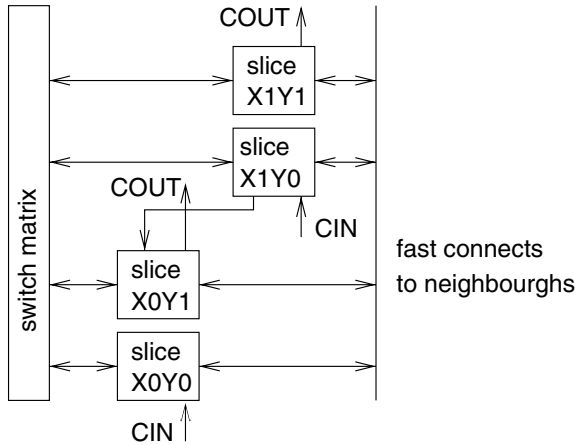 COUT
slice
X1Y1
slice
X1Y0
COUT
CIN
switch matrix
slice
X0Y1
fast connects
to neighbourghs
slice
X0Y0
CIN